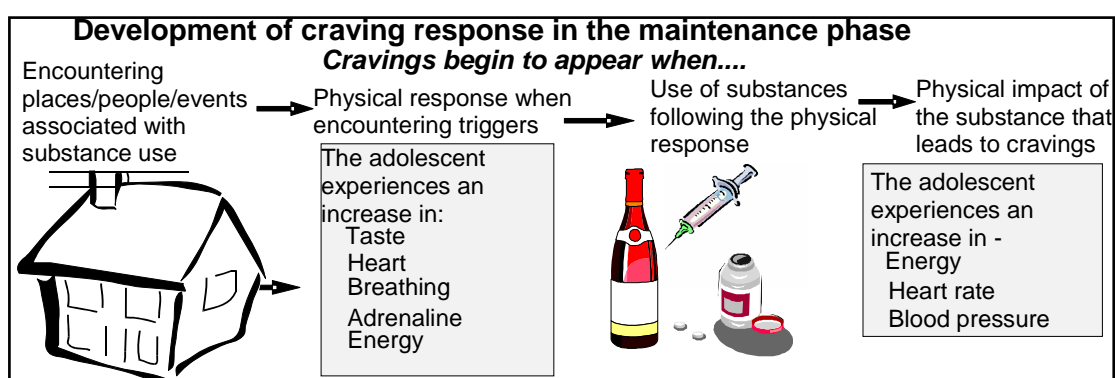 Development of craving response in the maintenance phase
Cravings begin to appear when....
Encountering
places/people/events
associated with
substance use
Physical response when
encountering triggers
The adolescent
experiences an
increase in:
Taste
Heart
Breathing
Adrenaline
Energy
Use of substances
following the physical
response
Physical impact of
the substance that
leads to cravings
The adolescent
experiences an
increase in -
Energy
Heart rate
Blood pressure